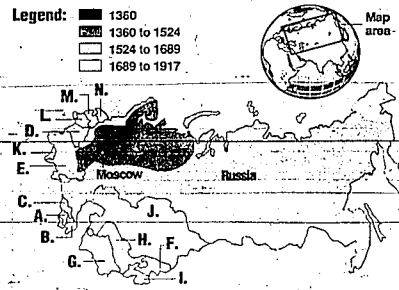 Legend:
1360
1360 to 1524
1524 to 1689
1689 to 1917
Map
area
M.
N.
L.
D.
K.
E.
Moscow
Russia
C.
A.
B.
J.
H.
F.
G.
I.